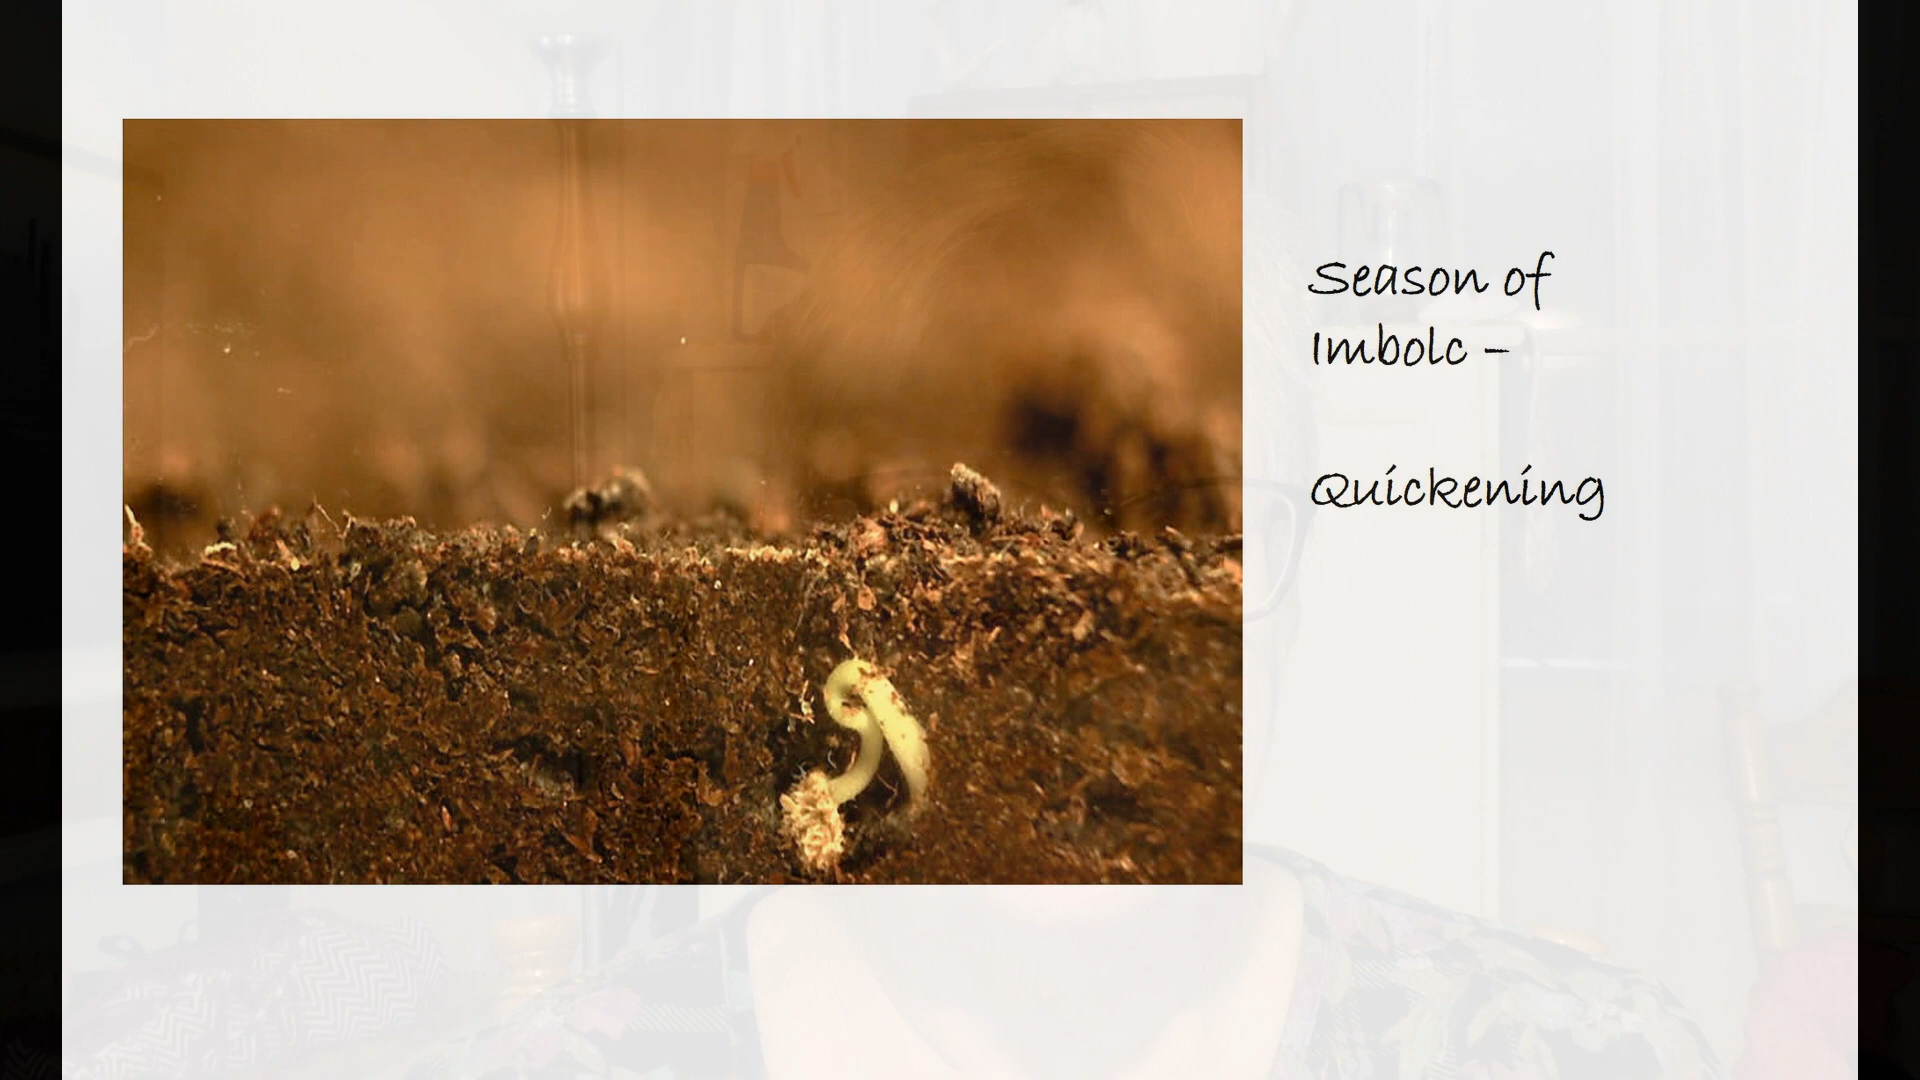 Season of
Imbolc –
Quickening